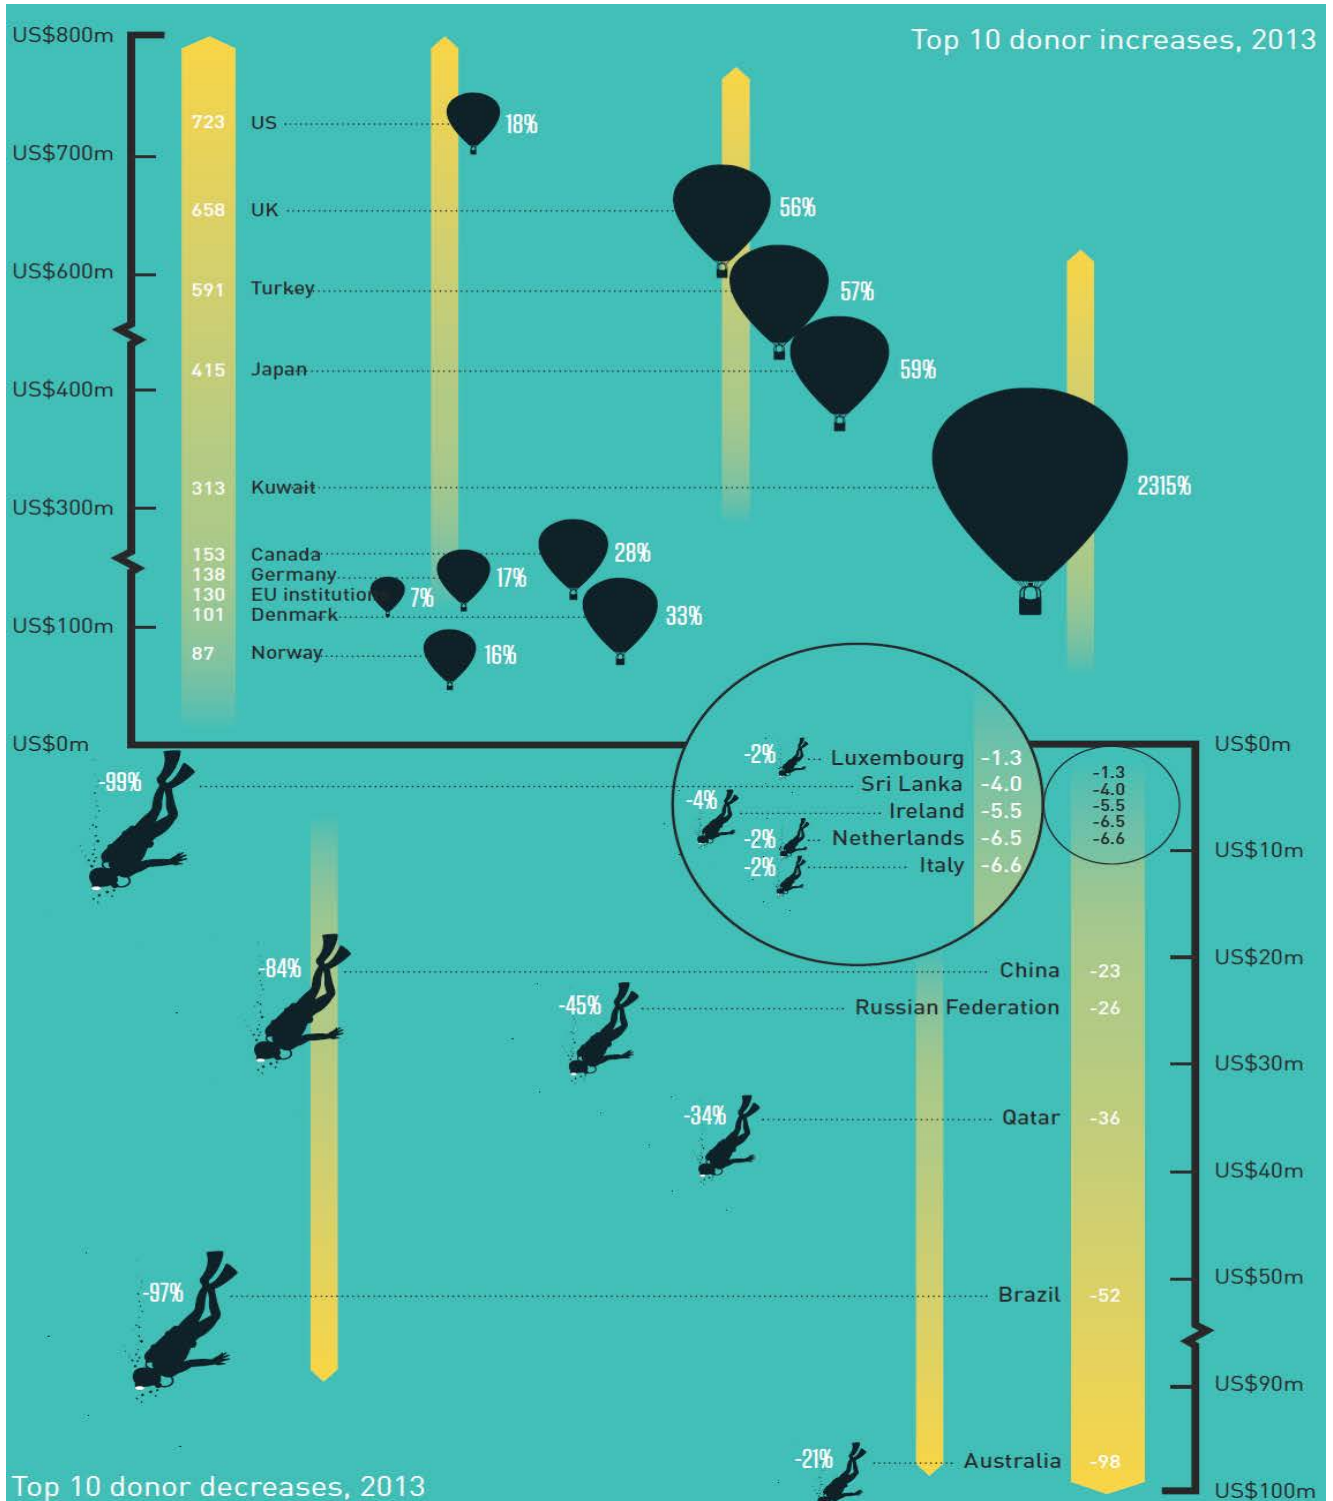 US$800m
Top 10 donor increases, 2013
723 US 18%
US$700m
658 UK 56%
US$600m
591 Turkey 57%
415 Japan 59%
US$400m
313 Kuwait 2315%
US$300m
153 Canada 28%
138 Germany 17%
130 EU institution 7%
101 Denmark 33%
US$100m
87 Norway 16%
US$0m
US$0m
-2% Luxembourg -1.3
-99% Sri Lanka -4.0
-4% Ireland -5.5
-2% Netherlands -6.5
-2% Italy -6.6
-1.3
-4.0
-5.5
-6.5
-6.6
US$10m
US$20m
-84% China -23
-45% Russian Federation -26
US$30m
-34% Qatar -36
US$40m
US$50m
-97% Brazil -52
US$90m
-21% Australia -98
Top 10 donor decreases, 2013
US$100m